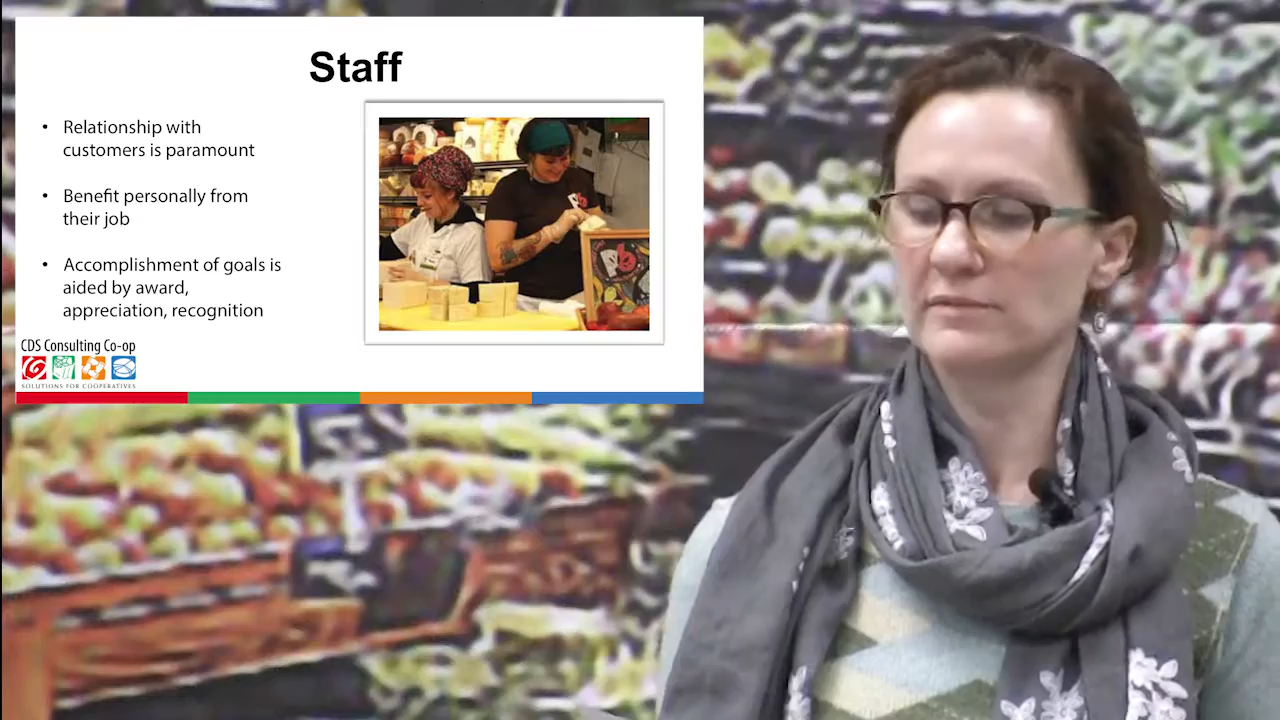 Staff
• Relationship with
customers is paramount
• Benefit personally from
their job
• Accomplishment of goals is
aided by award,
appreciation, recognition
CDS Consulting Co-op
SOLUTIONS FOR COOPERATIVES